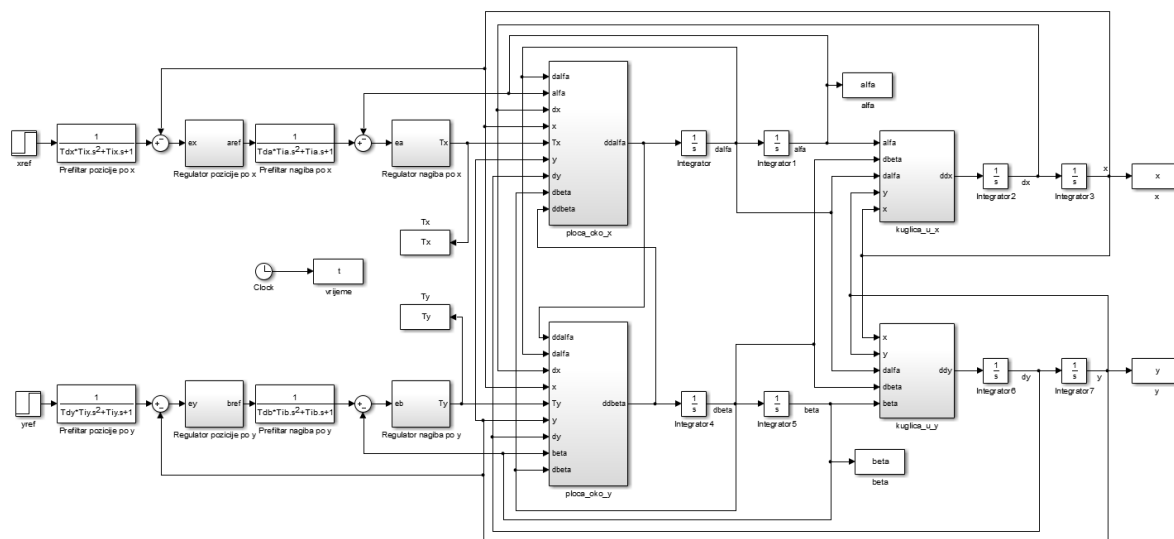 xref
1
Tdx*Tix.s²+Tix.s+1
Prefiltar pozicije po x
+-
ex aref
Regulator pozicije po x
1
Tda*Tia.s²+Tia.s+1
Prefiltar nagiba po x
+-
ea Tx
Regulator nagiba po x
Tx
Tx
dalfa
alfa
dx
x
Tx
y
dy
dbeta
ddbeta
ddalfa
ploca_oko_x
1
s
Integrator
dalfa
1
s
Integrator1
alfa
alfa
alfa
alfa
dbeta
dalfa
y
x
ddx
kuglica_u_x
1
s
Integrator2
dx
1
s
Integrator3
x
x
x
Clock
t
vrijeme
Ty
Ty
yref
1
Tdy*Tiy.s²+Tiy.s+1
Prefiltar pozicije po y
+-
ey bref
Regulator pozicije po y
1
Tdb*Tib.s²+Tib.s+1
Prefiltar nagiba po y
+-
eb Ty
Regulator nagiba po y
ddalfa
dalfa
dx
x
Ty
y
dy
beta
dbeta
ddbeta
ploca_oko_y
1
s
Integrator4
dbeta
1
s
Integrator5
beta
beta
beta
x
y
dalfa
dbeta
beta
ddy
kuglica_u_y
1
s
Integrator6
dy
1
s
Integrator7
y
y
y